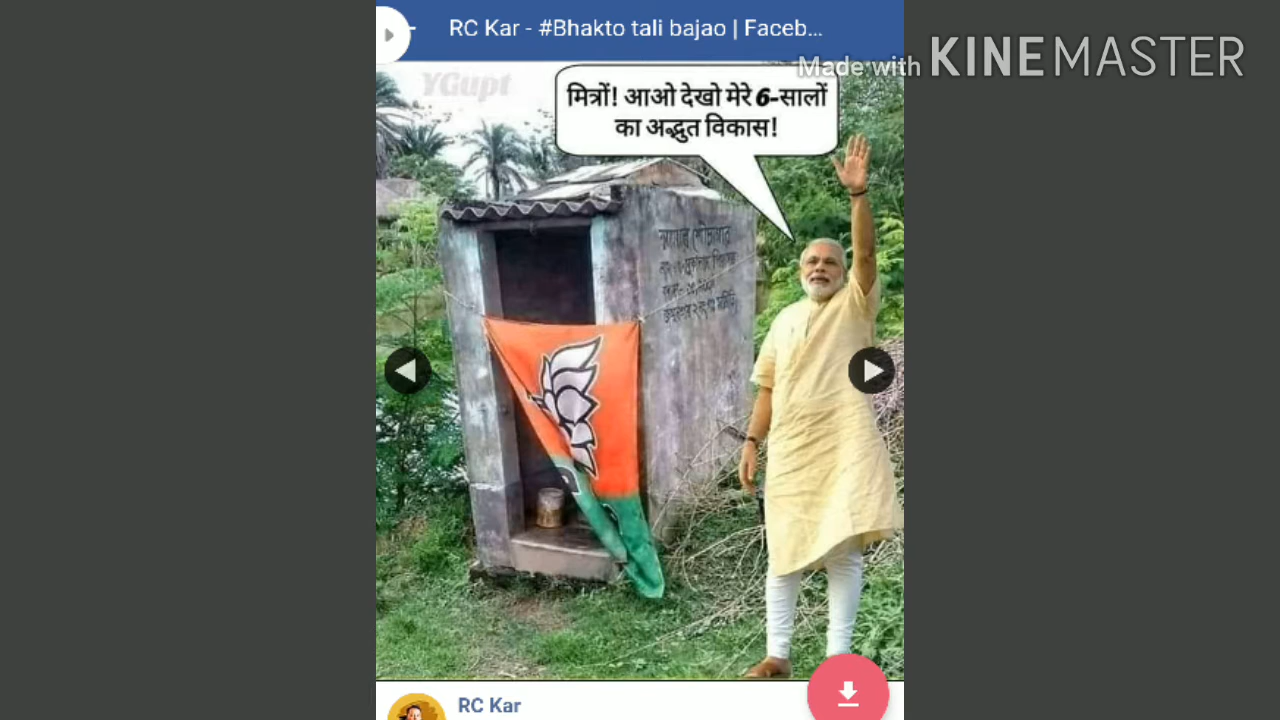 RC Kar - #Bhakto tali bajao | Faceb...
Made with KINEMASTER
YGupt
मित्रों! आओ देखो मेरे 6-सालों
का अद्भुत विकास!
RC Kar